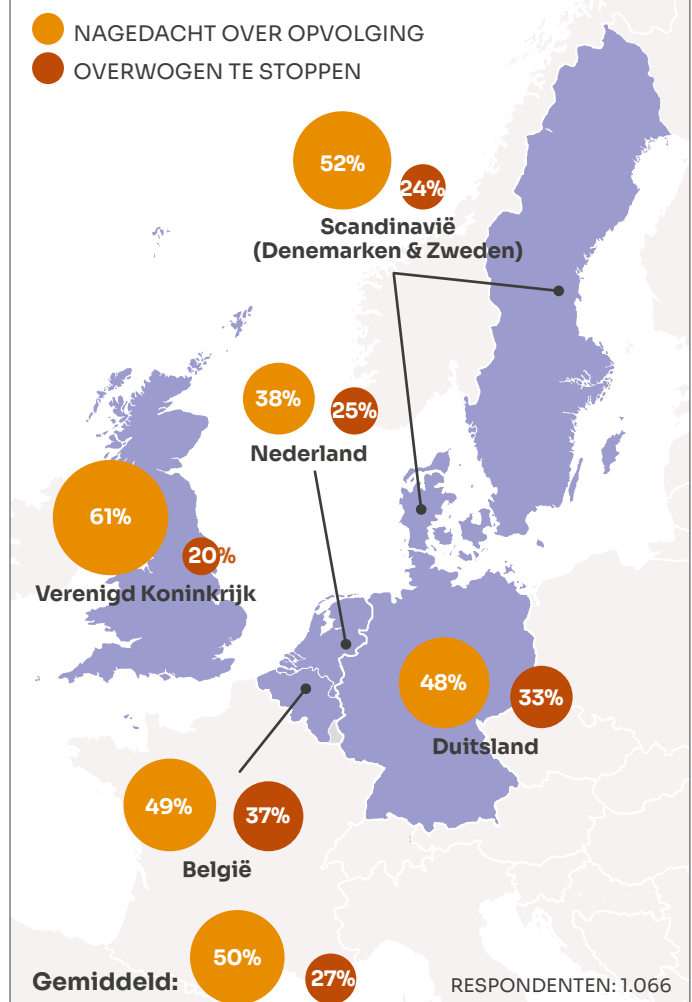 NAGEDACHT OVER OPVOLGING
OVERWOGEN TE STOPPEN
52%
24%
Scandinavië
(Denemarken & Zweden)
38%
25%
Nederland
61%
20%
Verenigd Koninkrijk
48%
33%
Duitsland
49%
37%
België
50%
27%
Gemiddeld:
RESPONDENTEN: 1.066